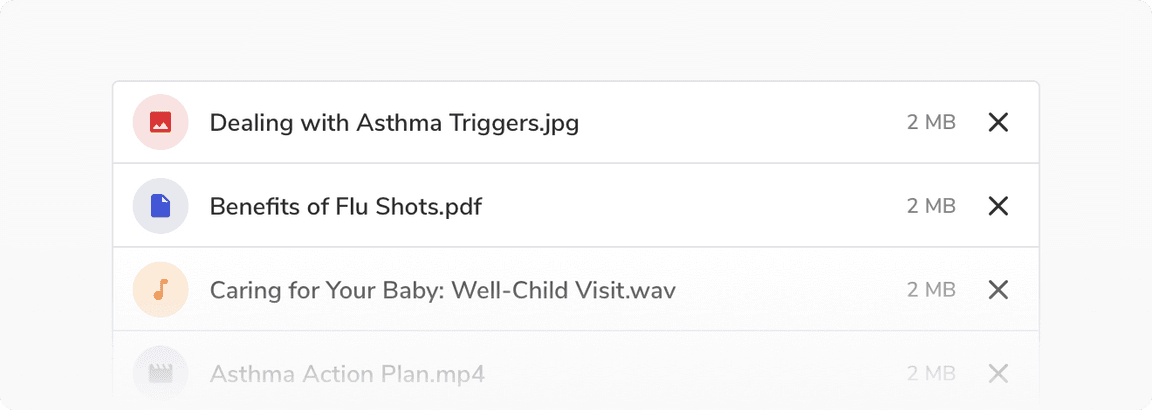 Dealing with Asthma Triggers.jpg 2 MB
Benefits of Flu Shots.pdf 2 MB
Caring for Your Baby: Well-Child Visit.wav 2 MB
Asthma Action Plan.mp4 2 MB